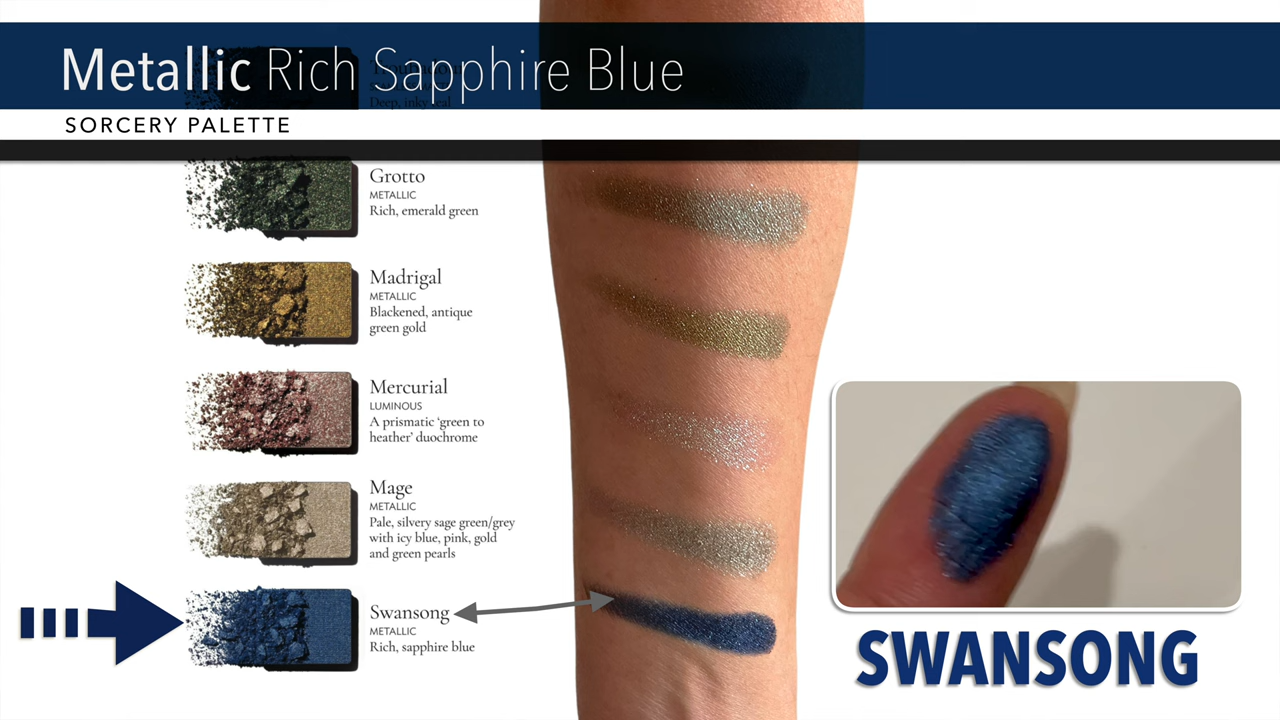 Metallic Rich Sapphire Blue
Troubadour
Deep, inky teal
SORCERY PALETTE
Grotto
METALLIC
Rich, emerald green
Madrigal
METALLIC
Blackened, antique
green gold
Mercurial
LUMINOUS
A prismatic ‘green to
heather’ duochrome
Mage
METALLIC
Pale, silvery sage green/grey
with icy blue, pink, gold
and green pearls
Swansong
METALLIC
Rich, sapphire blue
SWANSONG